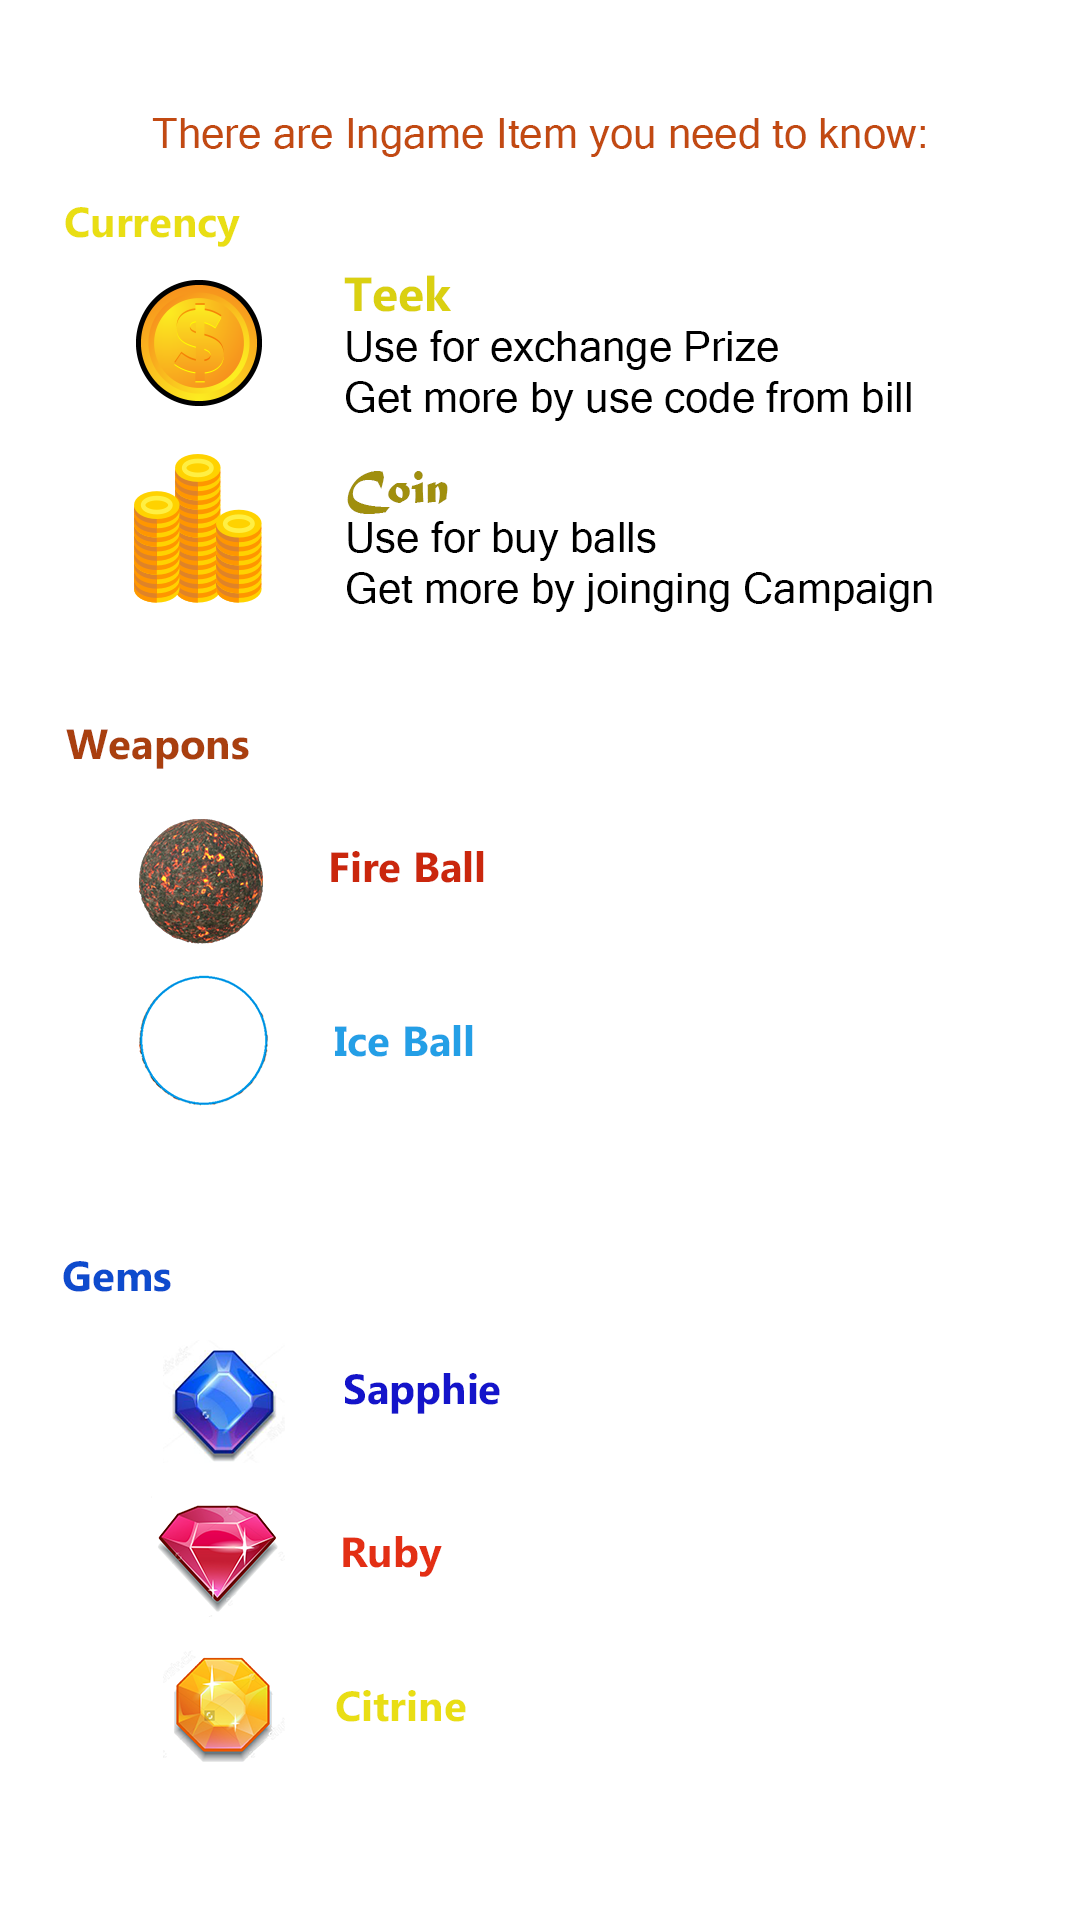 There are Ingame Item you need to know:
Currency
Teek
Use for exchange Prize
Get more by use code from bill
Coin
Use for buy balls
Get more by joinging Campaign
Weapons
Fire Ball
Ice Ball
Gems
Sapphie
Ruby
Citrine